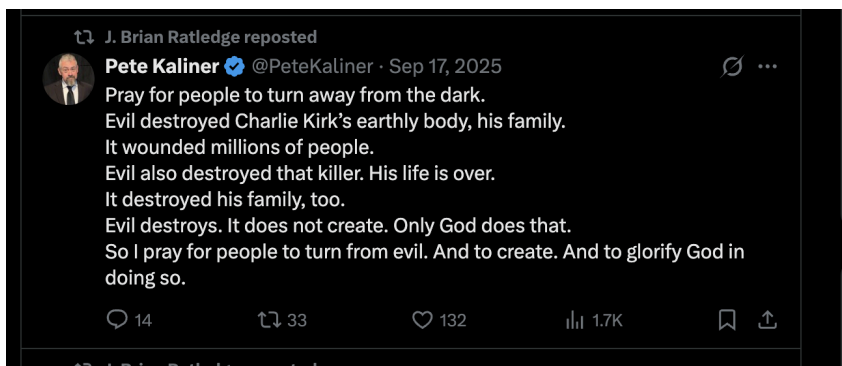 J. Brian Ratledge reposted
Pete Kaliner @PeteKaliner · Sep 17, 2025
Pray for people to turn away from the dark.
Evil destroyed Charlie Kirk’s earthly body, his family.
It wounded millions of people.
Evil also destroyed that killer. His life is over.
It destroyed his family, too.
Evil destroys. It does not create. Only God does that.
So I pray for people to turn from evil. And to create. And to glorify God in
doing so.
14 33 132 1.7K